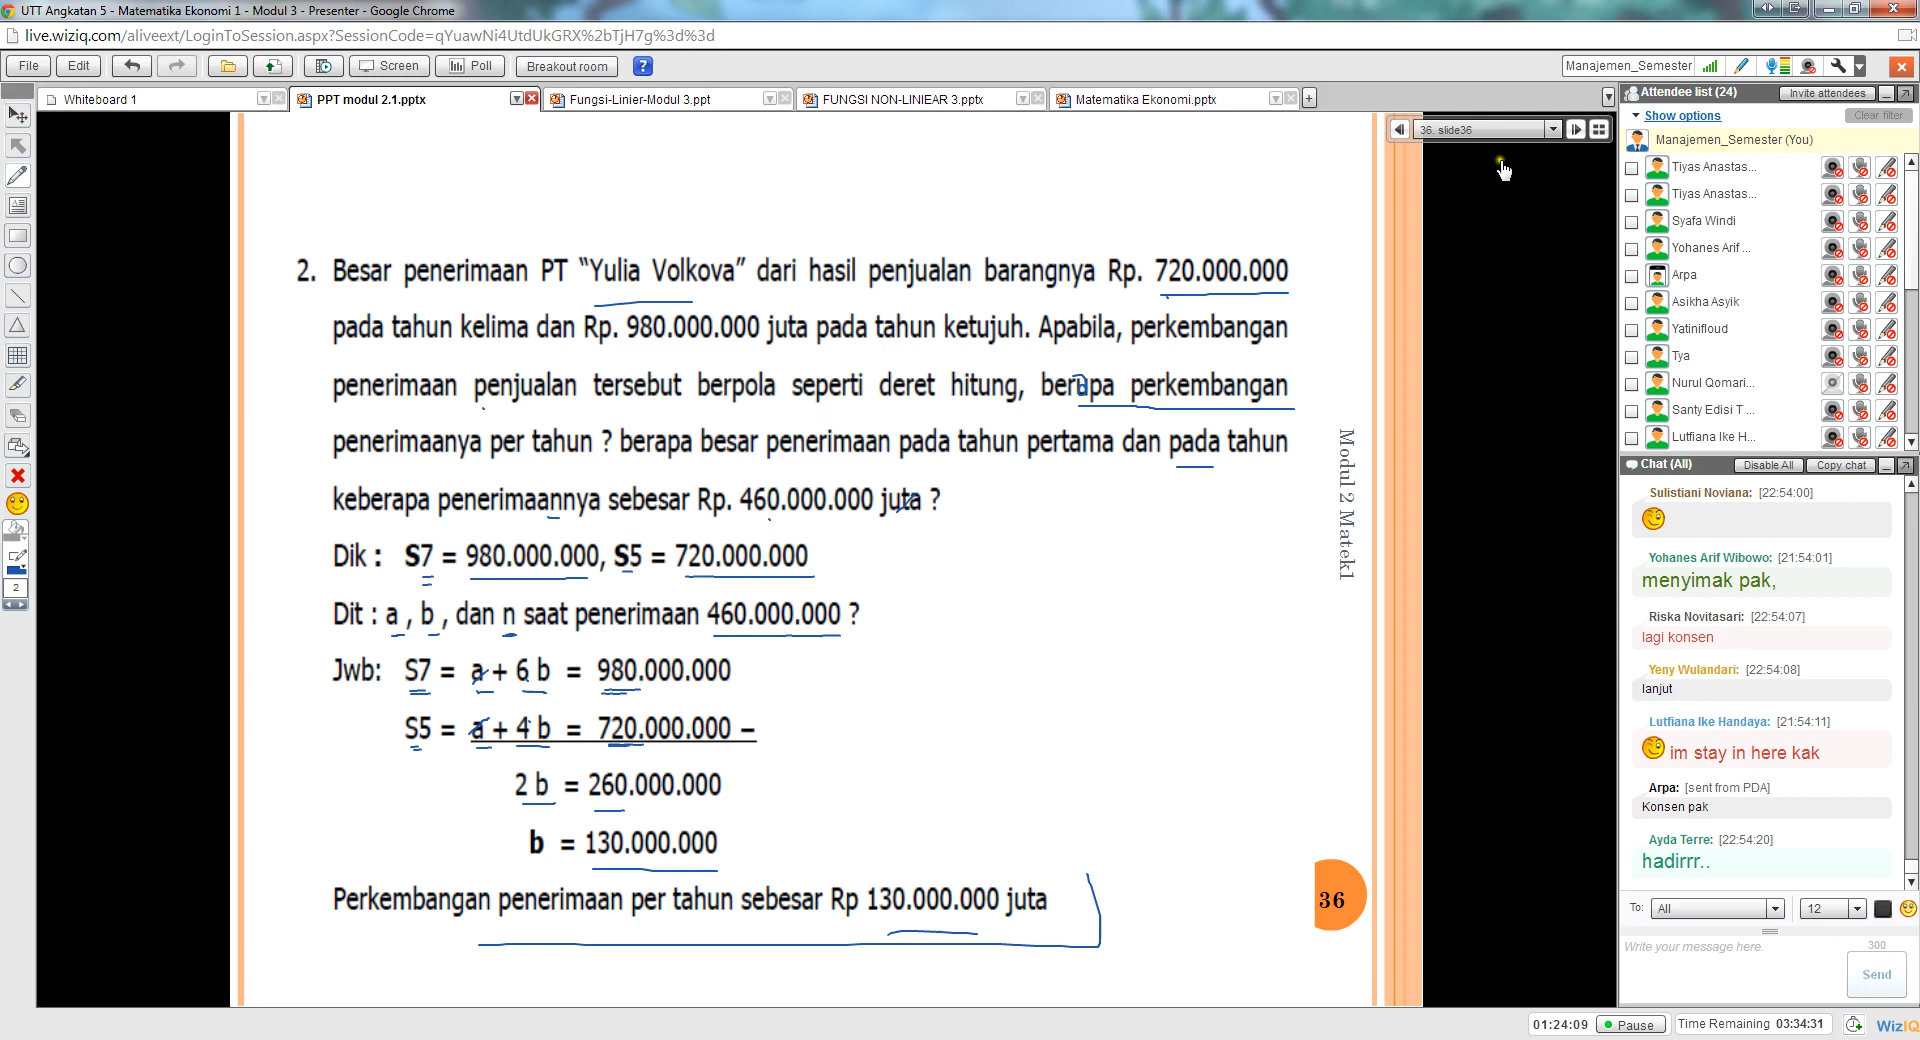 UTT Angkatan 5 - Matematika Ekonomi 1 - Modul 3 - Presenter - Google Chrome
live.wiziq.com/aliveext/LoginToSession.aspx?SessionCode=qYuawNi4UtdUkGRX%2bTjH7g%3d%3d
File Edit Screen Poll Breakout room ? Manajemen_Semester
Whiteboard 1 PPT modul 2.1.pptx Fungsi-Linier-Modul 3.ppt FUNGSI NON-LINIEAR 3.pptx Matematika Ekonomi.pptx +
36. slide36
2. Besar penerimaan PT “Yulia Volkova” dari hasil penjualan barangnya Rp. 720.000.000
pada tahun kelima dan Rp. 980.000.000 juta pada tahun ketujuh. Apabila, perkembangan
penerimaan penjualan tersebut berpola seperti deret hitung, berapa perkembangan
penerimaanya per tahun ? berapa besar penerimaan pada tahun pertama dan pada tahun
keberapa penerimaannya sebesar Rp. 460.000.000 juta ?
Dik : S7 = 980.000.000, S5 = 720.000.000
Dit : a , b , dan n saat penerimaan 460.000.000 ?
Jwb: S7 = a + 6 b = 980.000.000
S5 = a + 4 b = 720.000.000 –
2 b = 260.000.000
b = 130.000.000
Perkembangan penerimaan per tahun sebesar Rp 130.000.000 juta
Modul 2 Matek1
36
2
Attendee list (24) Invite attendees
Show options Clear filter
Manajemen_Semester (You)
Tiyas Anastas...
Tiyas Anastas...
Syafa Windi
Yohanes Arif ...
Arpa
Asikha Asyik
Yatinifloud
Tya
Nurul Qomari...
Santy Edisi T ...
Lutfiana Ike H...
Chat (All) Disable All Copy chat
Sulistiani Noviana: [22:54:00]
Yohanes Arif Wibowo: [21:54:01]
menyimak pak,
Riska Novitasari: [22:54:07]
lagi konsen
Yeny Wulandari: [22:54:08]
lanjut
Lutfiana Ike Handaya: [21:54:11]
im stay in here kak
Arpa: [sent from PDA]
Konsen pak
Ayda Terre: [22:54:20]
hadirrr..
To: All 12
Write your message here. 300
Send
01:24:09 Pause Time Remaining 03:34:31 WizIQ